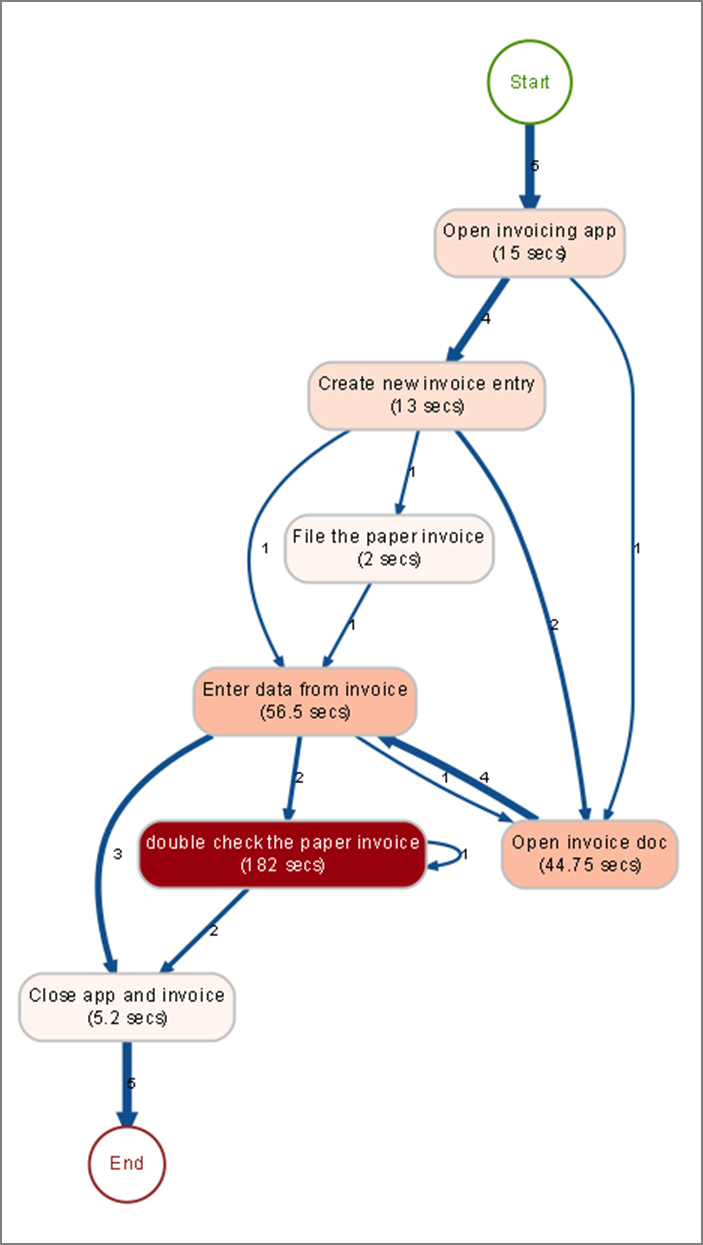 Start
5
Open invoicing app
(15 secs)
4
Create new invoice entry
(13 secs)
1
File the paper invoice
(2 secs)
1
1
2
1
Enter data from invoice
(56.5 secs)
2
1
4
3
double check the paper invoice
(182 secs)
1
Open invoice doc
(44.75 secs)
2
Close app and invoice
(5.2 secs)
5
End